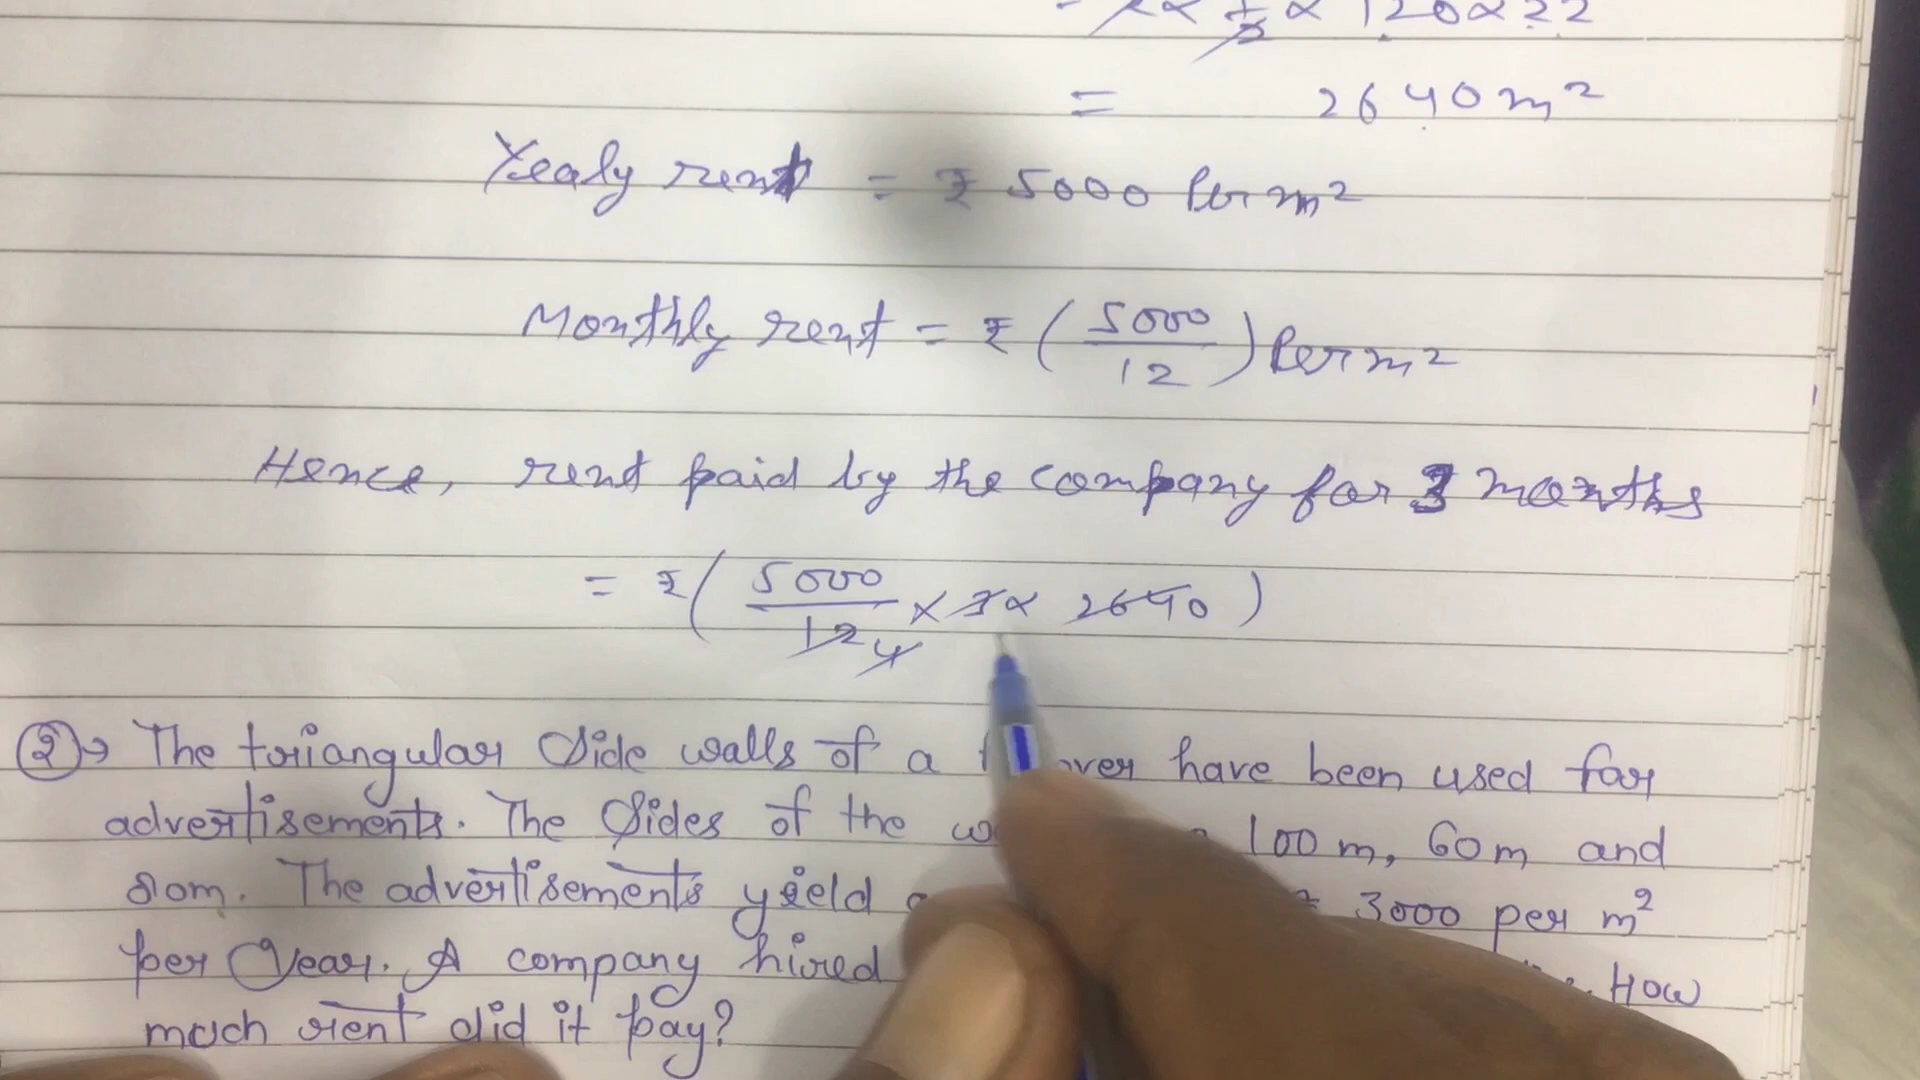 × 120 × 22
= 2640 m²
Yealy rent = ₹ 5000 Per m²
Monthly rent = ₹ (5000/12) Per m²
Hence, rent paid by the company for 3 months
= ₹ (5000/12 4 × 3 × 2640)
② → The triangular side walls of a have been used for
advertisements. The sides of the 100 m, 60 m and
The advertisements yield 3000 per m²
per year. A company hired How
much rent did it pay?